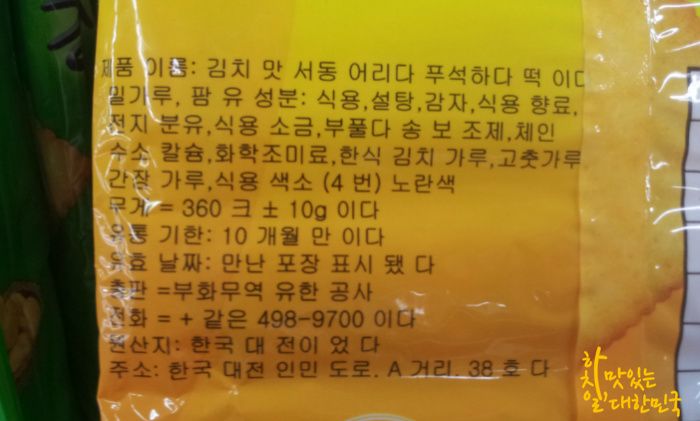 제품 이름: 김치 맛 서동 어리다 푸석하다 떡 이다
밀가루, 팜 유 성분: 식용,설탕,감자,식용 향료,
전지 분유,식용 소금,부풀다 송 보 조제,체인
수소 칼슘,화학조미료,한식 김치 가루,고춧가루
간장 가루,식용 색소 (4 번) 노란색
무게 = 360 크 ± 10g 이다
유통 기한: 10 개월 만 이다
유효 날짜: 만난 포장 표시 됐 다
총판 =부화무역 유한 공사
전화 = + 같은 498-9700 이다
원산지: 한국 대 전이 었 다
주소: 한국 대전 인민 도로. A 거리. 38 호 다
하치일' 맛있는
대한민국